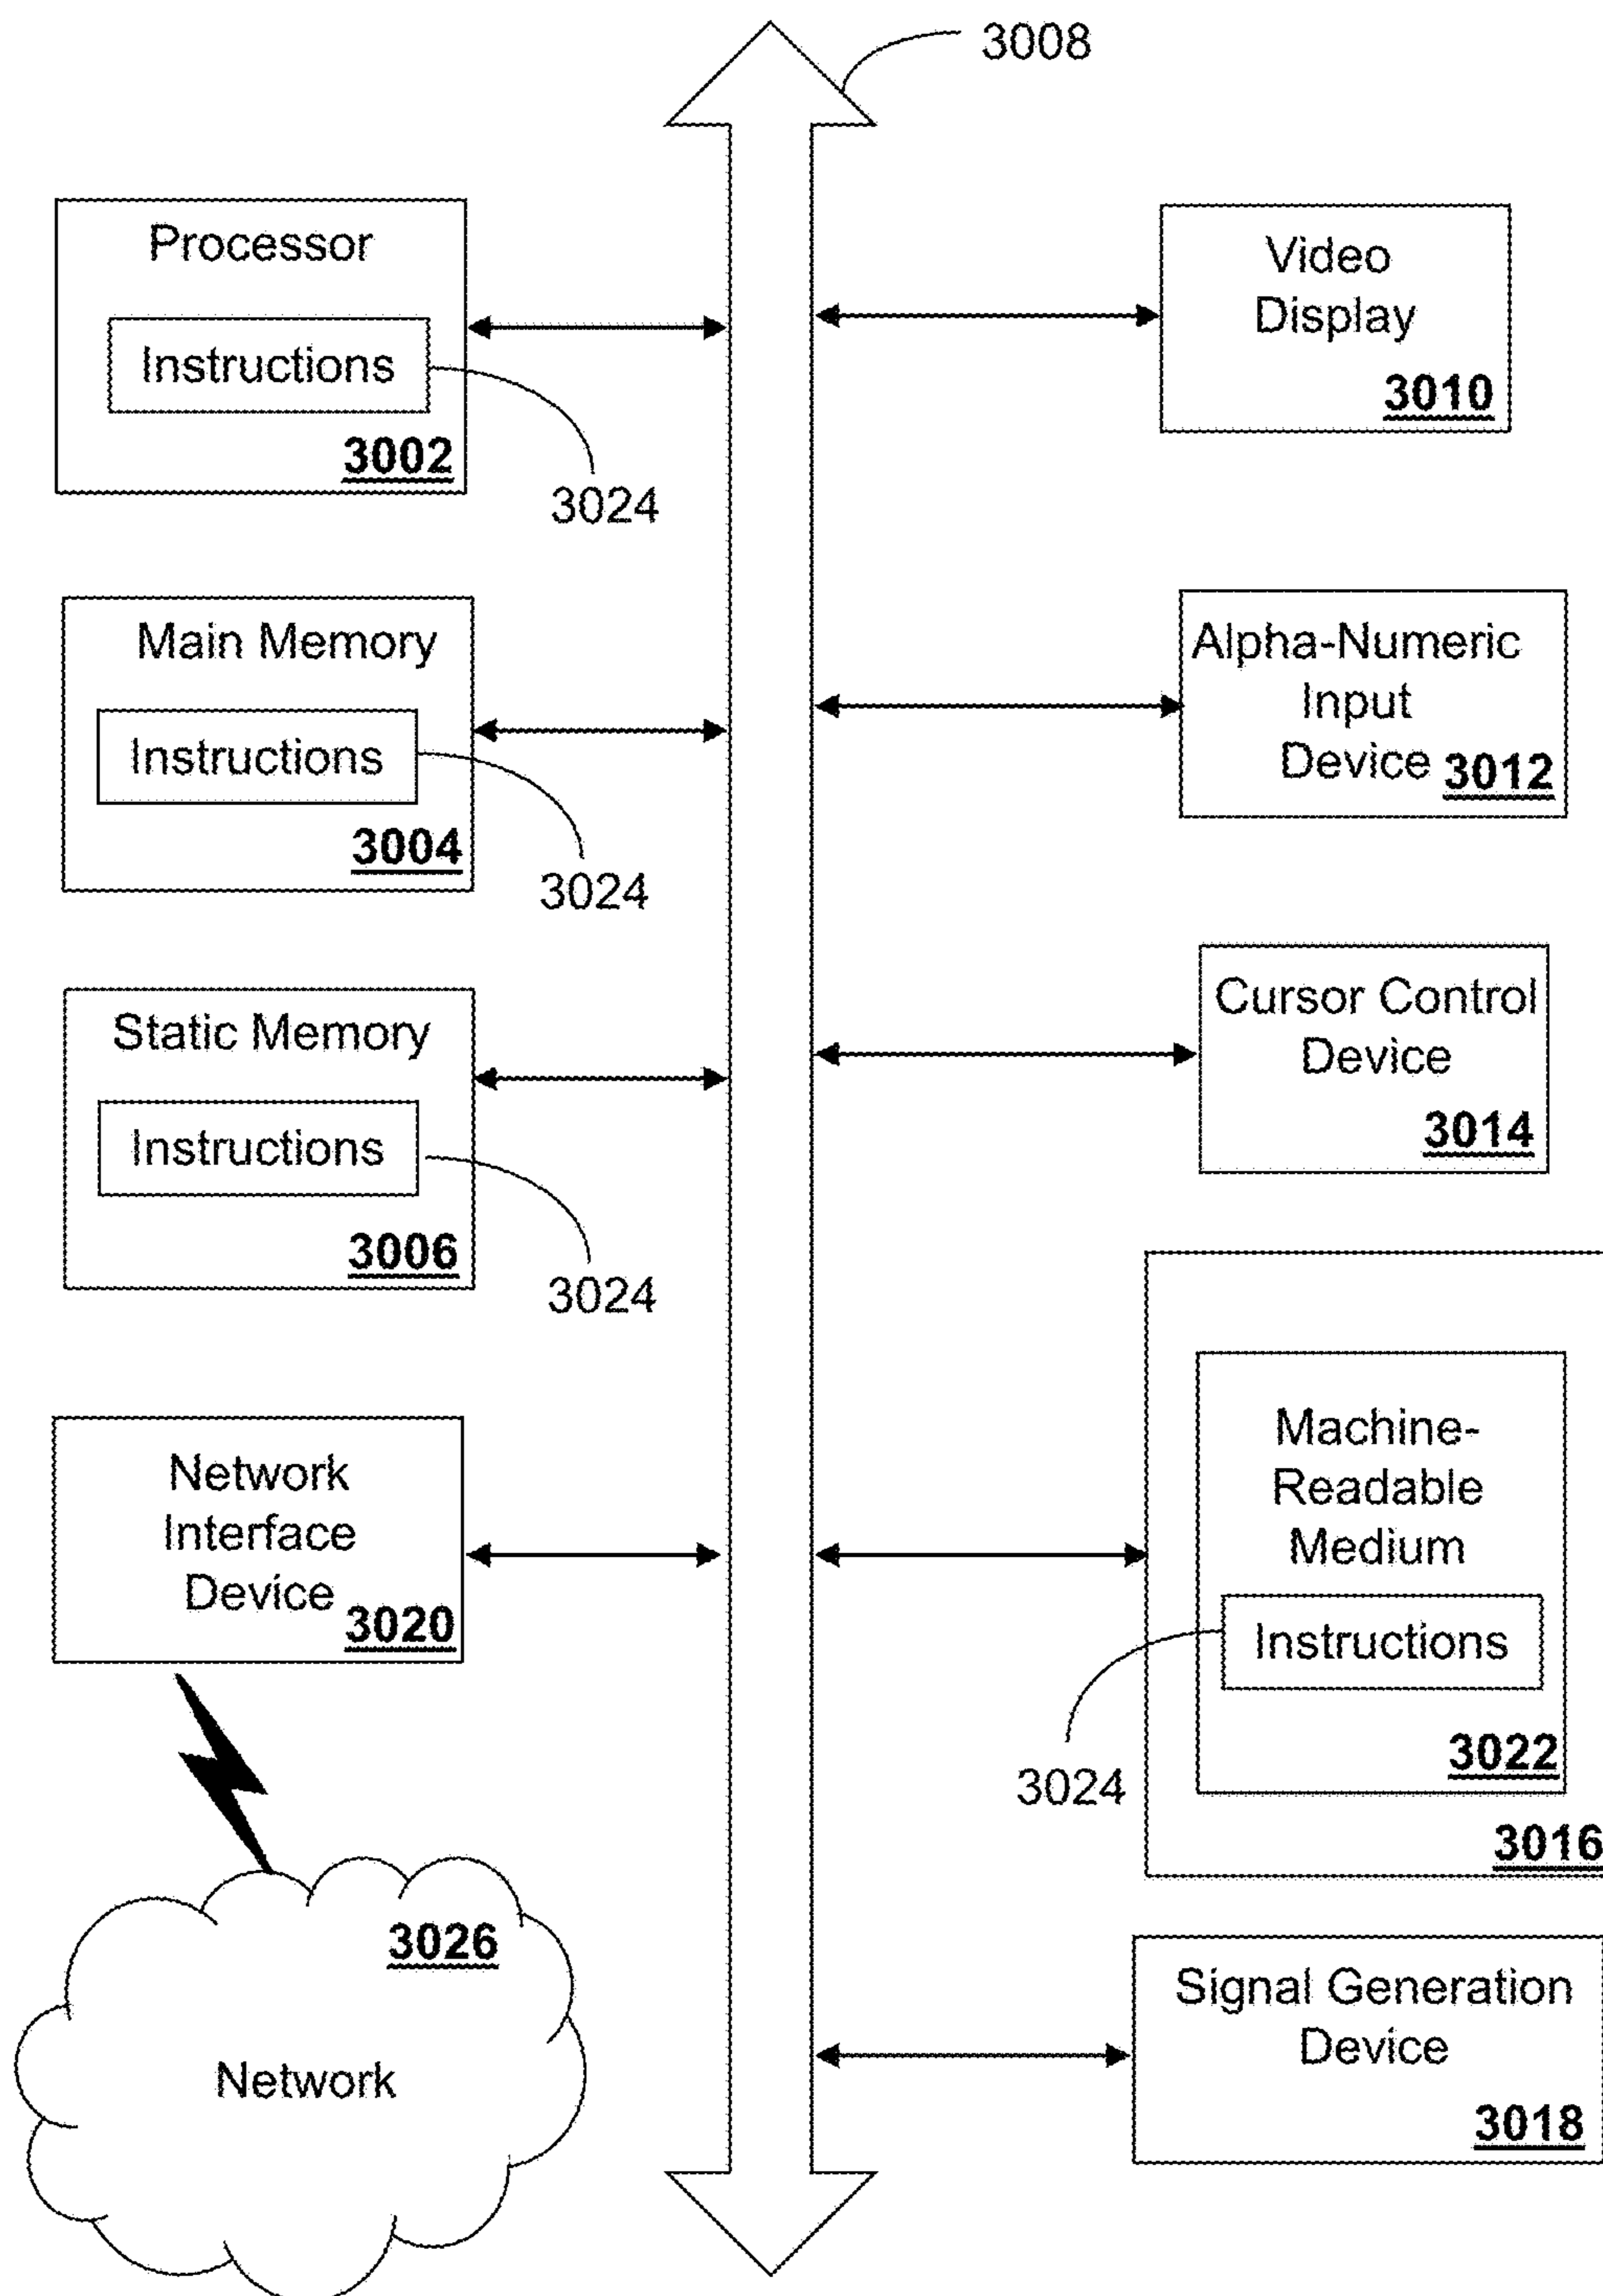 3008
Processor
Instructions
3002
3024
Main Memory
Instructions
3004
3024
Static Memory
Instructions
3006
3024
Network
Interface
Device
3020
3026
Network
Video
Display
3010
Alpha-Numeric
Input
Device
3012
Cursor Control
Device
3014
Machine-
Readable
Medium
Instructions
3022
3024
3016
Signal Generation
Device
3018